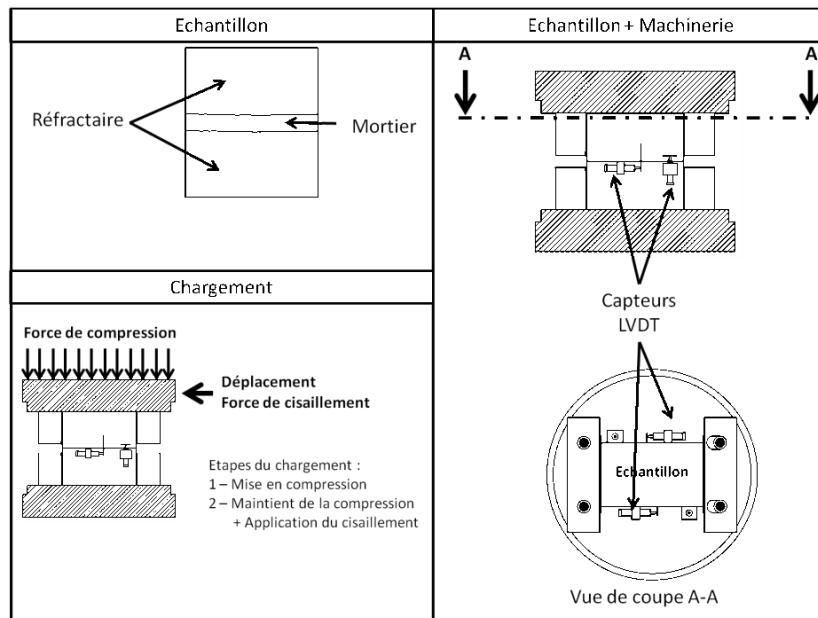 Echantillon
Réfractaire
Mortier
Chargement
Force de compression
Déplacement
Force de cisaillement
Etapes du chargement :
1 – Mise en compression
2 – Maintient de la compression
+ Application du cisaillement
Echantillon + Machinerie
A A
Capteurs
LVDT
Echantillon
Vue de coupe A-A